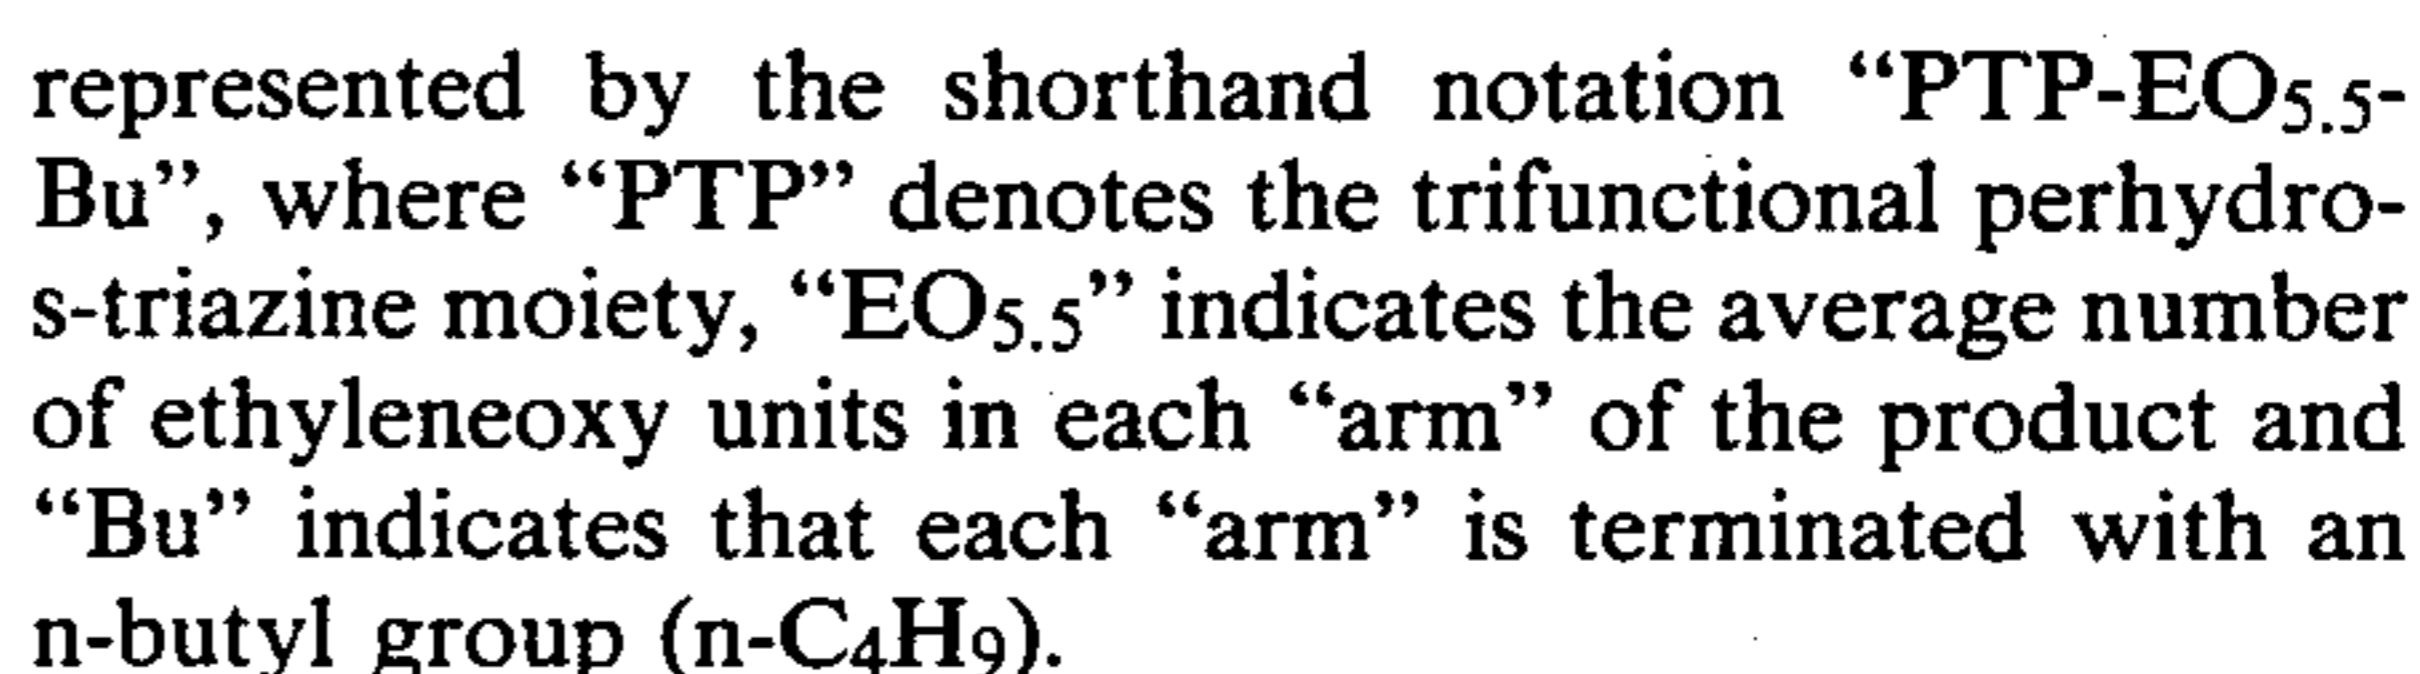 represented by the shorthand notation “PTP-EO5.5-
Bu”, where “PTP” denotes the trifunctional perhydro-
s-triazine moiety, “EO5.5” indicates the average number
of ethyleneoxy units in each “arm” of the product and
“Bu” indicates that each “arm” is terminated with an
n-butyl group (n-C4H9).